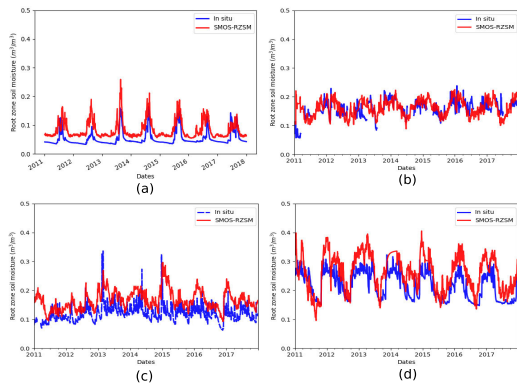 0.5
0.4
0.3
0.2
0.1
0.0
Root zone soil moisture (m³/m³)
In situ
SMOS-RZSM
2011
2012
2013
2014
2015
2016
2017
2018
Dates
(a)
0.5
0.4
0.3
0.2
0.1
0.0
Root zone soil moisture (m³/m³)
In situ
SMOS-RZSM
2011 2012 2013 2014 2015 2016 2017
Dates
(b)
0.5
0.4
0.3
0.2
0.1
0.0
Root zone soil moisture (m³/m³)
In situ
SMOS-RZSM
2011 2012 2013 2014 2015 2016 2017
Dates
(c)
0.5
0.4
0.3
0.2
0.1
0.0
Root zone soil moisture (m³/m³)
In situ
SMOS-RZSM
2011 2012 2013 2014 2015 2016 2017
Dates
(d)